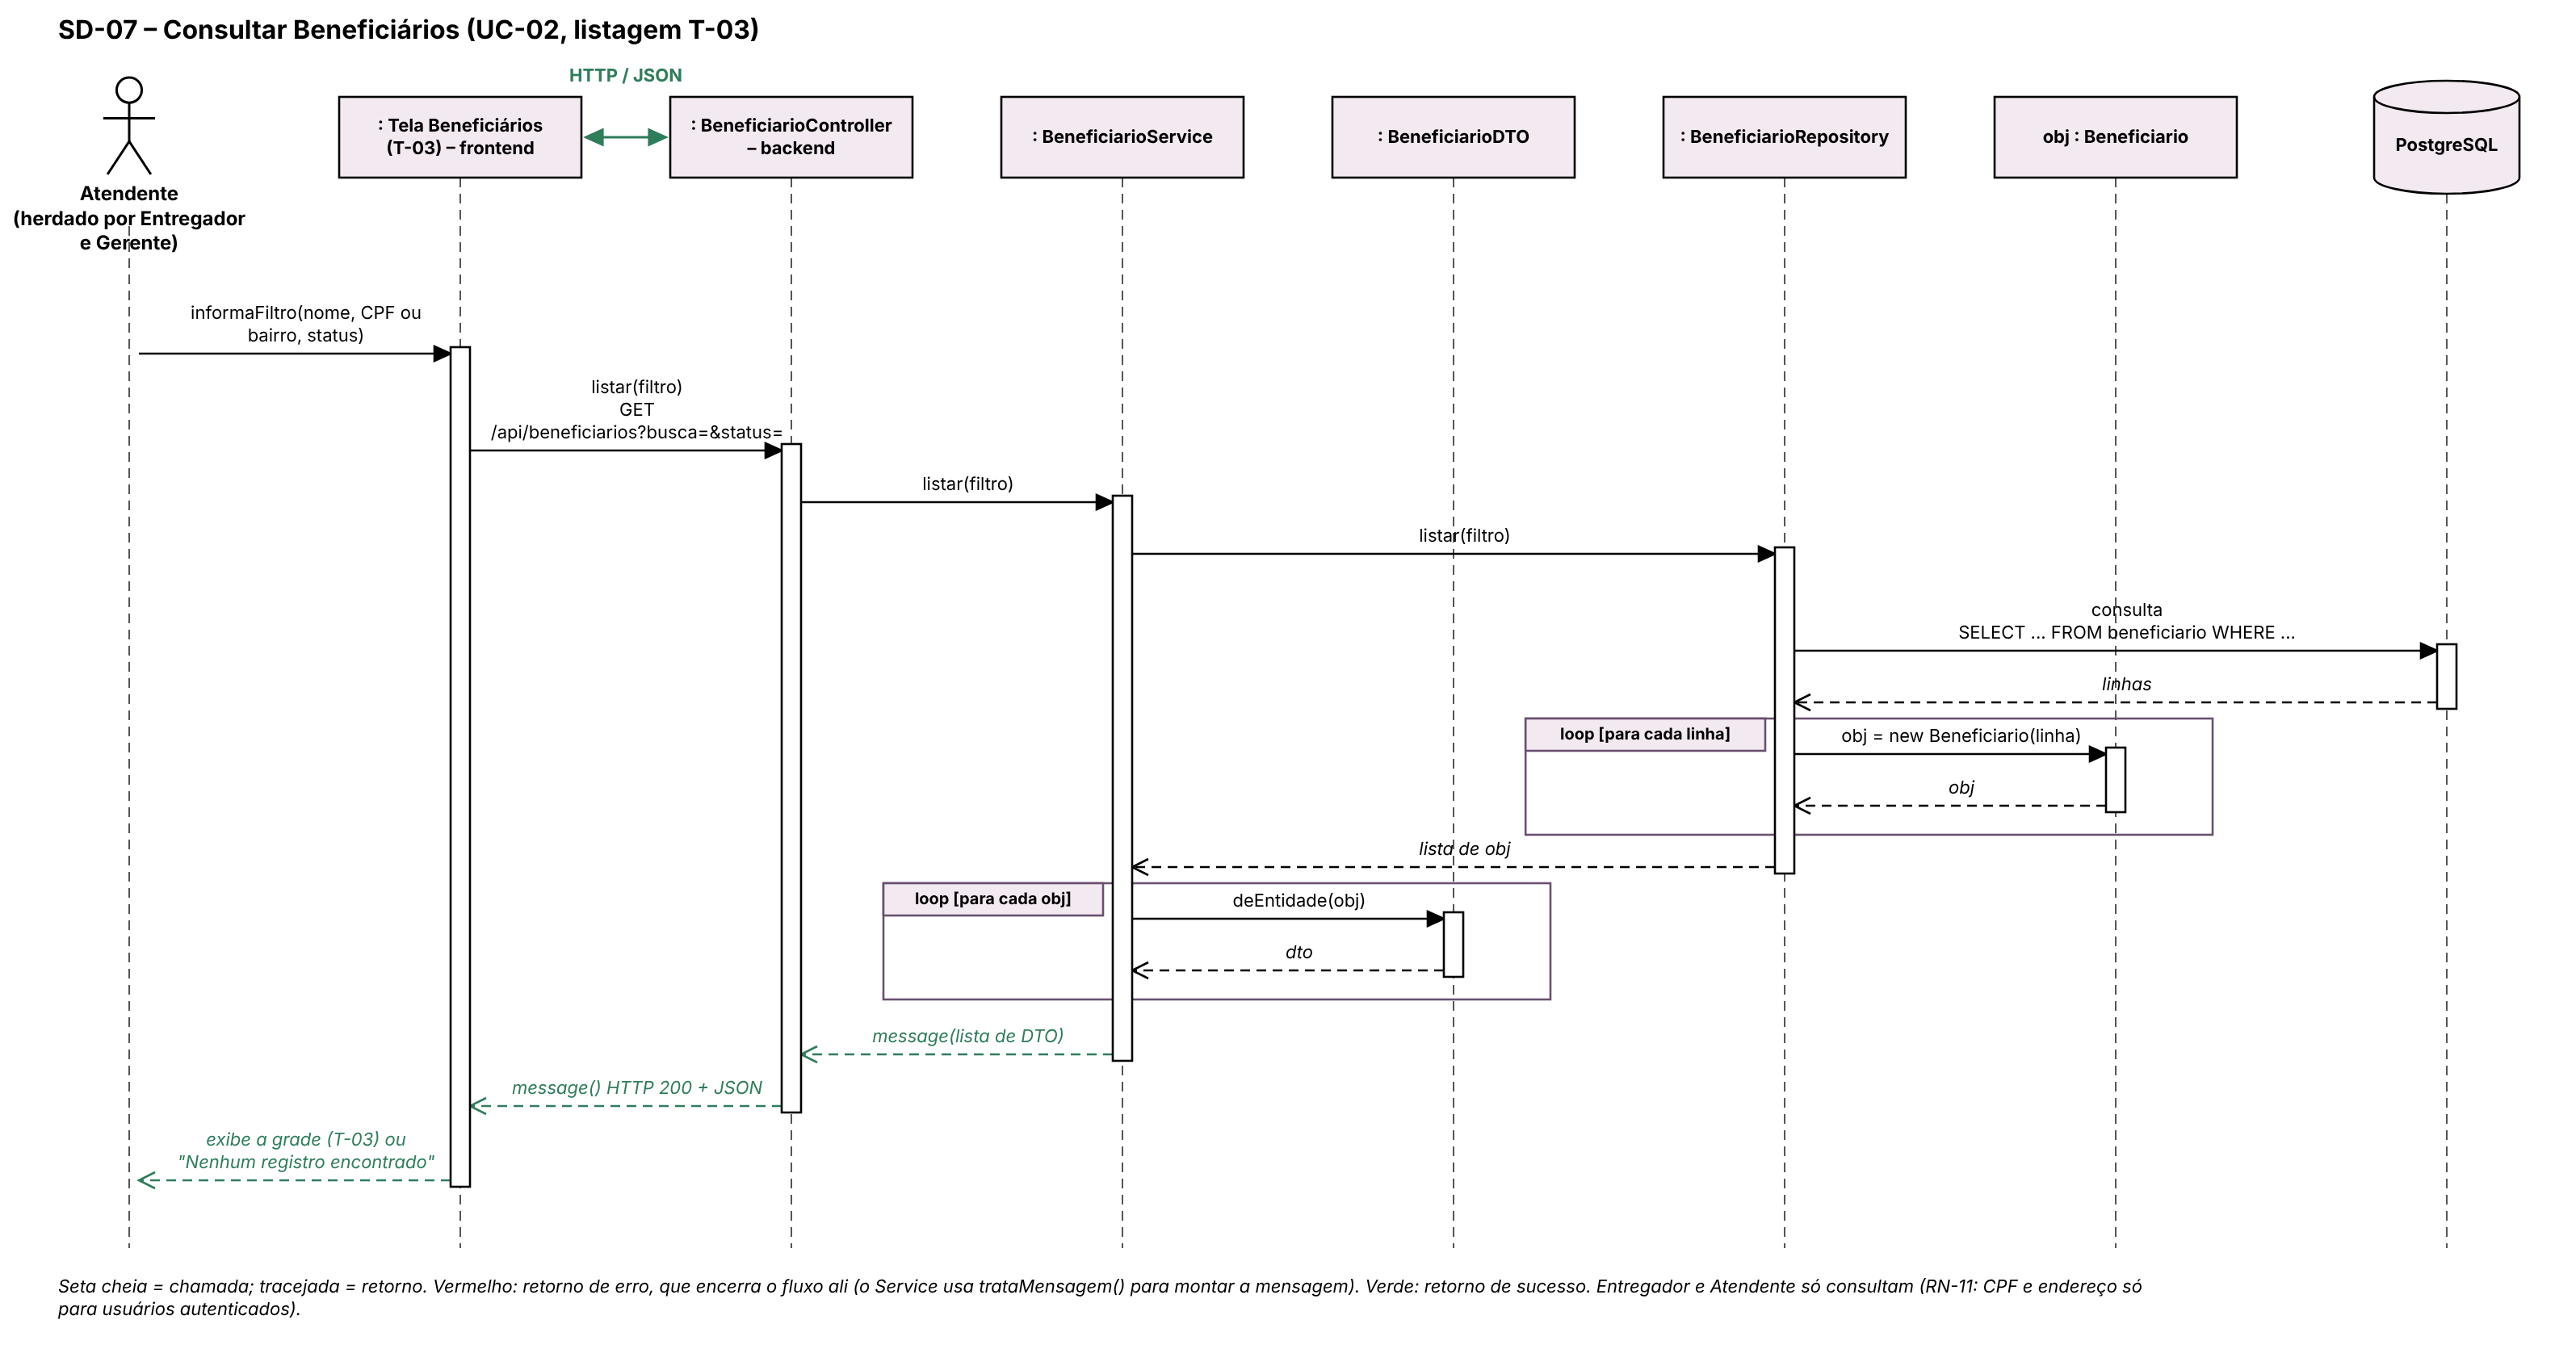 SD-07 – Consultar Beneficiários (UC-02, listagem T-03)
HTTP / JSON
: Tela Beneficiários
(T-03) – frontend
: BeneficiarioController
– backend
: BeneficiarioService
: BeneficiarioDTO
: BeneficiarioRepository
obj : Beneficiario
PostgreSQL
Atendente
(herdado por Entregador
e Gerente)
informaFiltro(nome, CPF ou
bairro, status)
listar(filtro)
GET
/api/beneficiarios?busca=&status=
listar(filtro)
listar(filtro)
consulta
SELECT ... FROM beneficiario WHERE ...
linhas
loop [para cada linha]
obj = new Beneficiario(linha)
obj
lista de obj
loop [para cada obj]
deEntidade(obj)
dto
message(lista de DTO)
message() HTTP 200 + JSON
exibe a grade (T-03) ou
"Nenhum registro encontrado"
Seta cheia = chamada; tracejada = retorno. Vermelho: retorno de erro, que encerra o fluxo ali (o Service usa trataMensagem() para montar a mensagem). Verde: retorno de sucesso. Entregador e Atendente só consultam (RN-11: CPF e endereço só
para usuários autenticados).